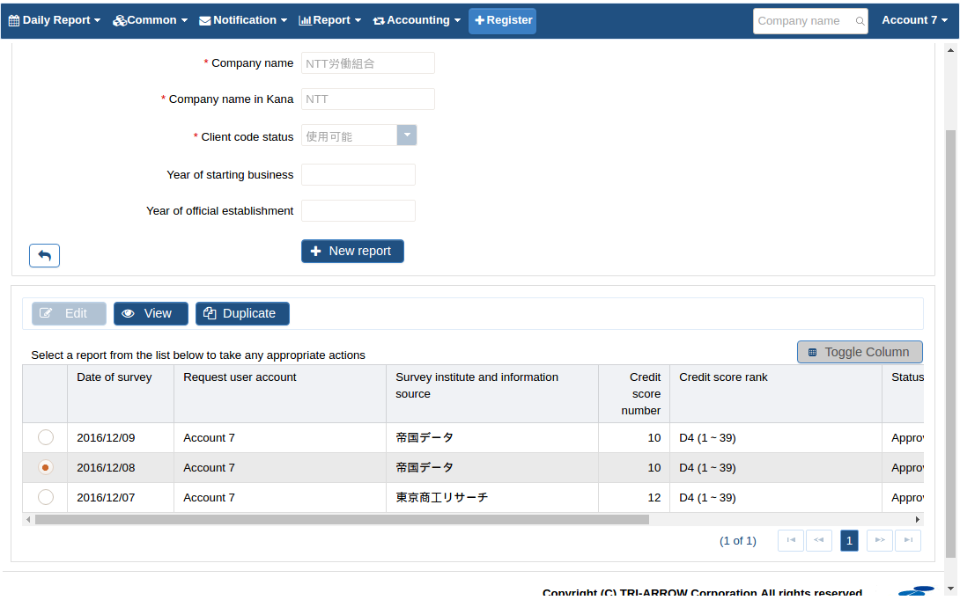 Daily Report Common Notification Report Accounting Register Company name Account 7
* Company name NTT労働組合
* Company name in Kana NTT
* Client code status 使用可能
Year of starting business
Year of official establishment
New report
Edit View Duplicate
Toggle Column
Select a report from the list below to take any appropriate actions
Date of survey Request user account Survey institute and information source Credit score number Credit score rank Status
2016/12/09 Account 7 帝国データ 10 D4 (1 ~ 39) Approv
2016/12/08 Account 7 帝国データ 10 D4 (1 ~ 39) Approv
2016/12/07 Account 7 東京商工リサーチ 12 D4 (1 ~ 39) Approv
(1 of 1) 1
Copyright (C) TRI-ARROW Corporation All rights reserved